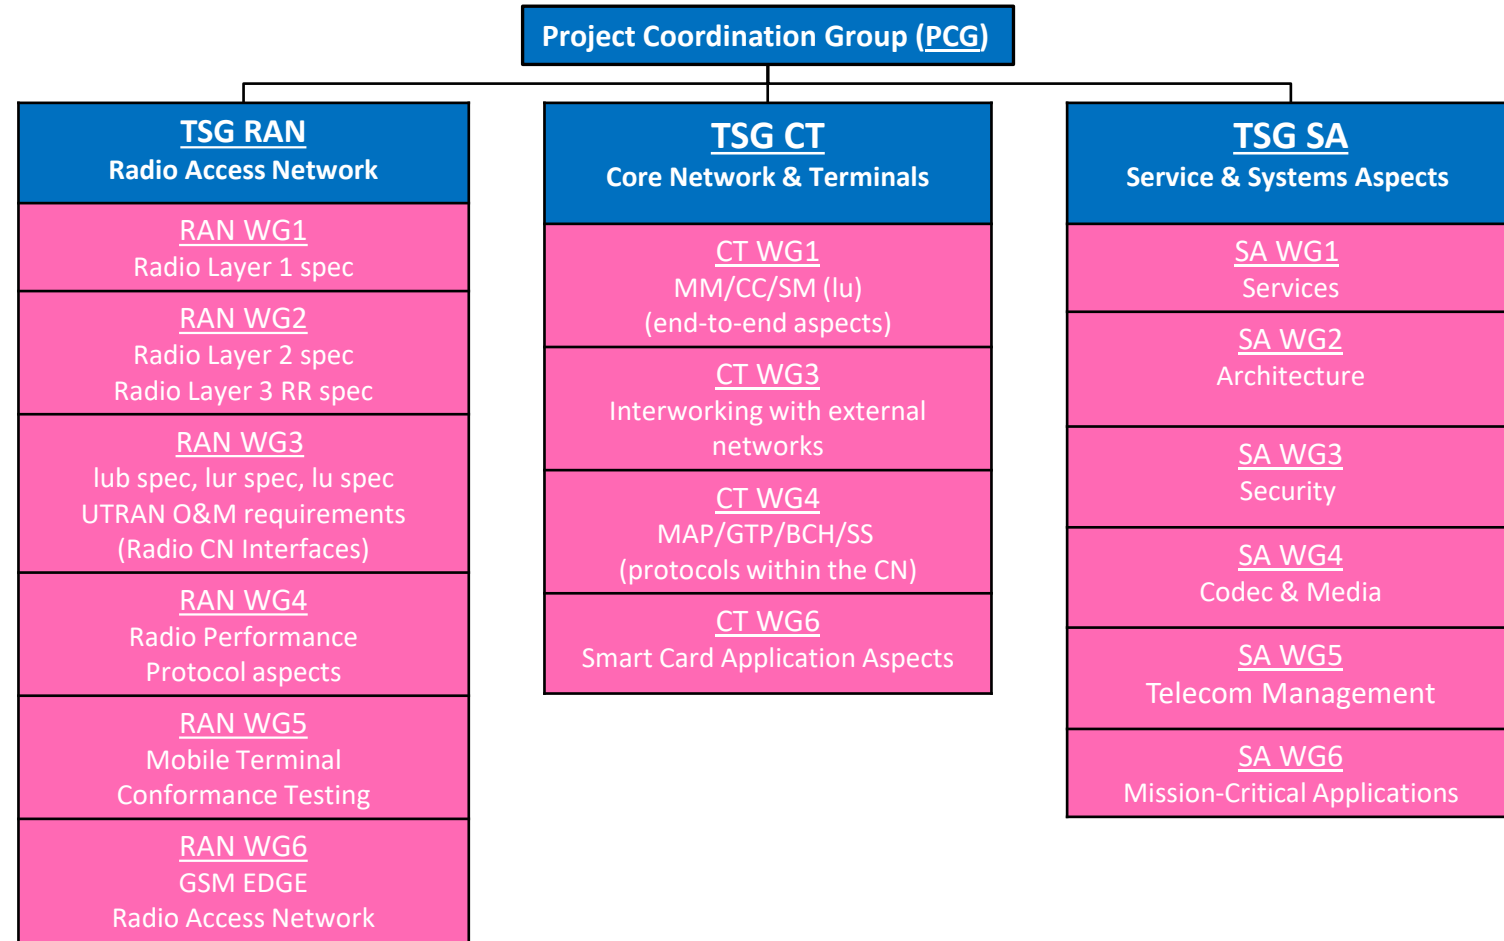 Project Coordination Group (PCG)
TSG RAN
Radio Access Network
RAN WG1
Radio Layer 1 spec
RAN WG2
Radio Layer 2 spec
Radio Layer 3 RR spec
RAN WG3
lub spec, lur spec, lu spec
UTRAN O&M requirements
(Radio CN Interfaces)
RAN WG4
Radio Performance
Protocol aspects
RAN WG5
Mobile Terminal
Conformance Testing
RAN WG6
GSM EDGE
Radio Access Network
TSG CT
Core Network & Terminals
CT WG1
MM/CC/SM (lu)
(end-to-end aspects)
CT WG3
Interworking with external
networks
CT WG4
MAP/GTP/BCH/SS
(protocols within the CN)
CT WG6
Smart Card Application Aspects
TSG SA
Service & Systems Aspects
SA WG1
Services
SA WG2
Architecture
SA WG3
Security
SA WG4
Codec & Media
SA WG5
Telecom Management
SA WG6
Mission-Critical Applications